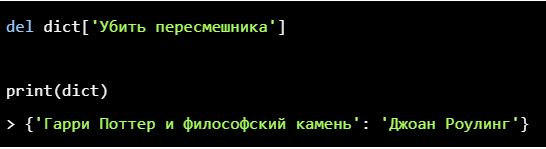 del dict['Убить пересмешника']
print(dict)
> {'Гарри Поттер и философский камень': 'Джоан Роулинг'}